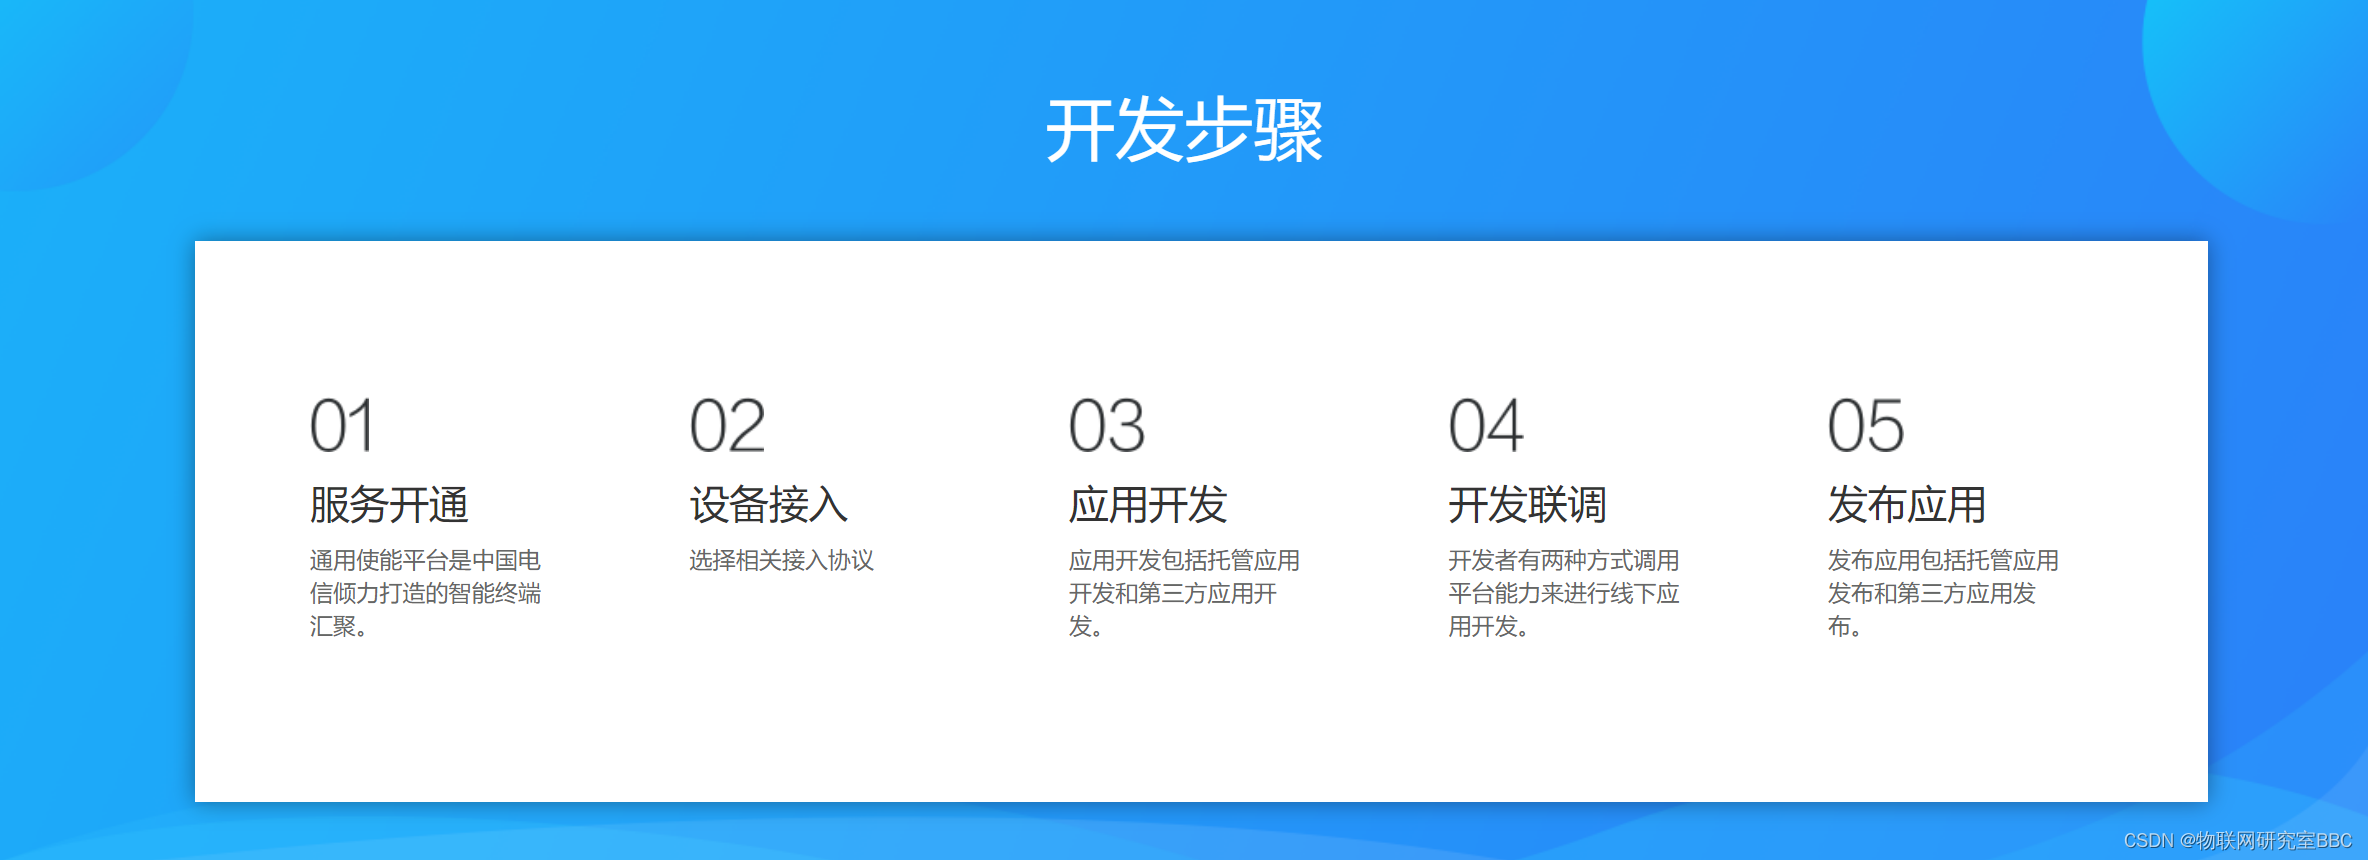 开发步骤
01
服务开通
通用使能平台是中国电
信倾力打造的智能终端
汇聚。
02
设备接入
选择相关接入协议
03
应用开发
应用开发包括托管应用
开发和第三方应用开
发。
04
开发联调
开发者有两种方式调用
平台能力来进行线下应
用开发。
05
发布应用
发布应用包括托管应用
发布和第三方应用发
布。
CSDN @物联网研究室BBC